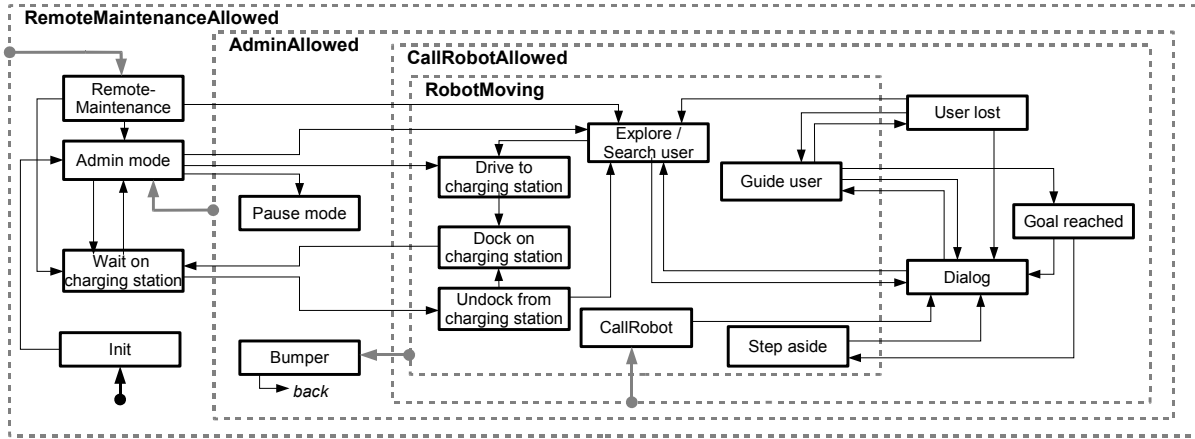 RemoteMaintenanceAllowed
AdminAllowed
CallRobotAllowed
RobotMoving
Remote-
Maintenance
User lost
Explore /
Search user
Admin mode
Drive to
charging station
Guide user
Pause mode
Goal reached
Dock on
charging station
Wait on
charging station
Dialog
Undock from
charging station
CallRobot
Step aside
Init
Bumper
back